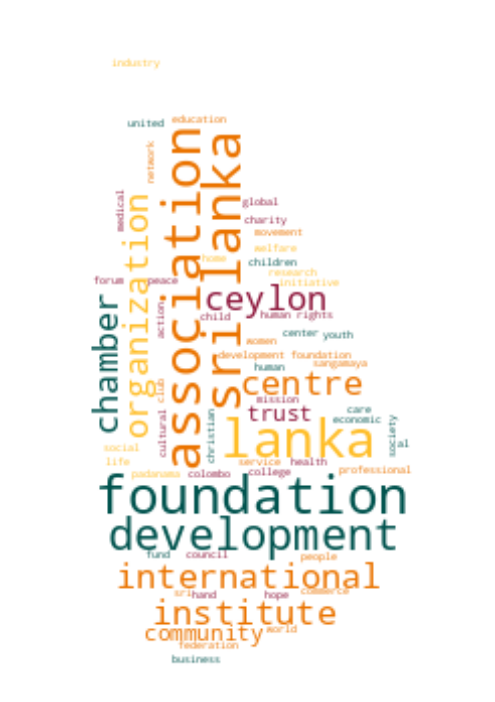 industry
united
education
network
association
sri lanka
medical
organization
global
charity
movement
welfare
home
children
research
initiative
forum
peace
ceylon
chamber
action
child
human rights
center
youth
women
development
foundation
human
sangamaya
club
centre
mission
trust
care
economic
cultural
christian
lanka
society
al
social
life
service
health
padanama
colombo
college
professional
foundation
development
fund
council
people
international
sri
hand
hope
commerce
institute
community
world
federation
business